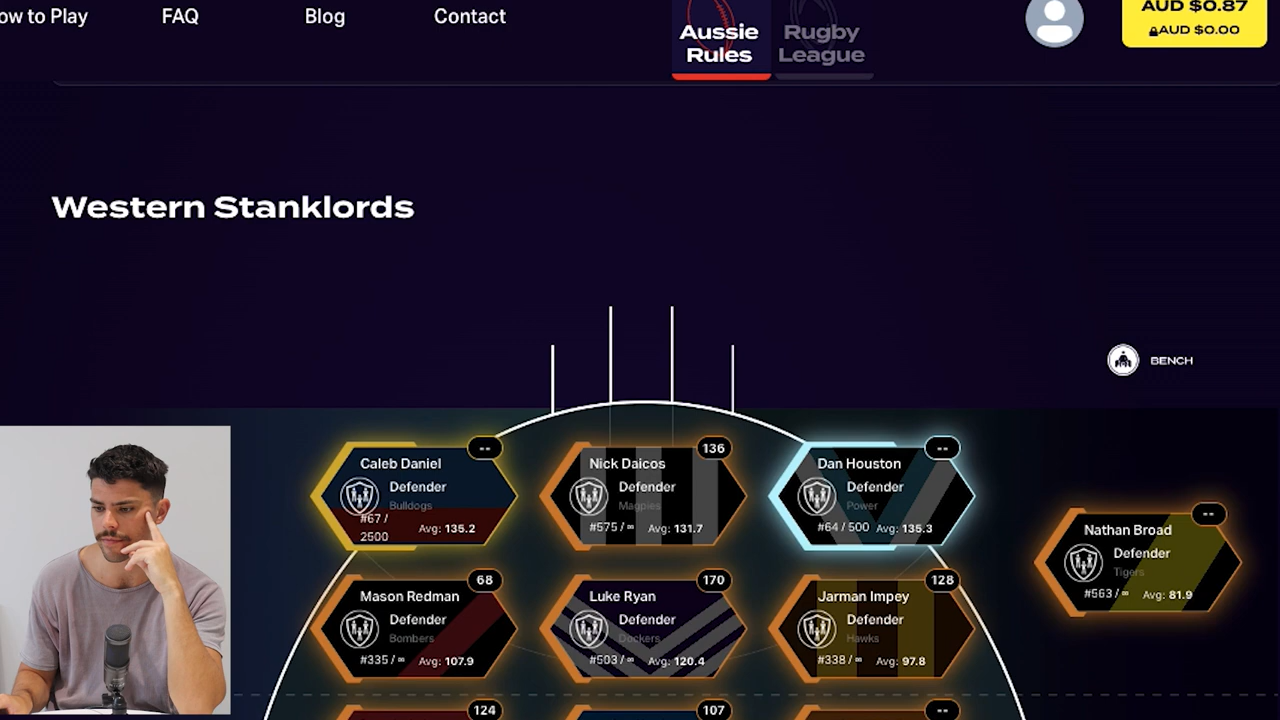 ow to Play
FAQ
Blog
Contact
Aussie
Rules
Rugby
League
AUD $0.87
AUD $0.00
Western Stanklords
BENCH
--
Caleb Daniel
Defender
Bulldogs
#67 /
2500
Avg: 135.2
136
Nick Daicos
Defender
Magpies
#575 / ∞
Avg: 131.7
--
Dan Houston
Defender
Power
#64 / 500
Avg: 135.3
--
Nathan Broad
Defender
Tigers
#563 / ∞
Avg: 81.9
68
Mason Redman
Defender
Bombers
#335 / ∞
Avg: 107.9
170
Luke Ryan
Defender
Dockers
#503 / ∞
Avg: 120.4
128
Jarman Impey
Defender
Hawks
#338 / ∞
Avg: 97.8
124
107
--